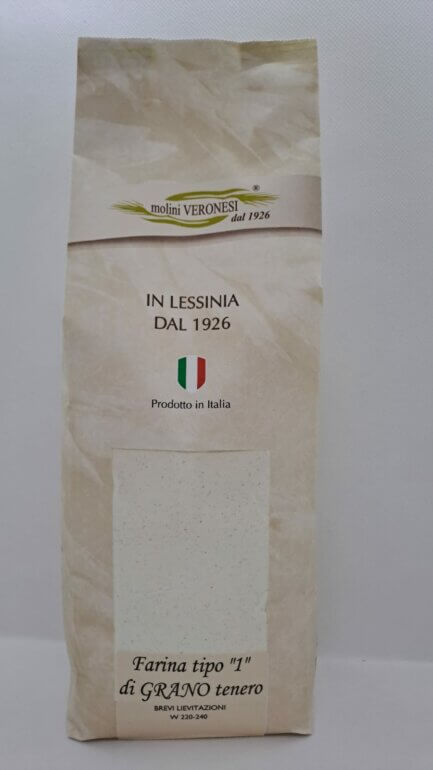 ®
molini VERONESI
dal 1926
IN LESSINIA
DAL 1926
Prodotto in Italia
Farina tipo "1"
di GRANO tenero
BREVI LIEVITAZIONI
W 220-240